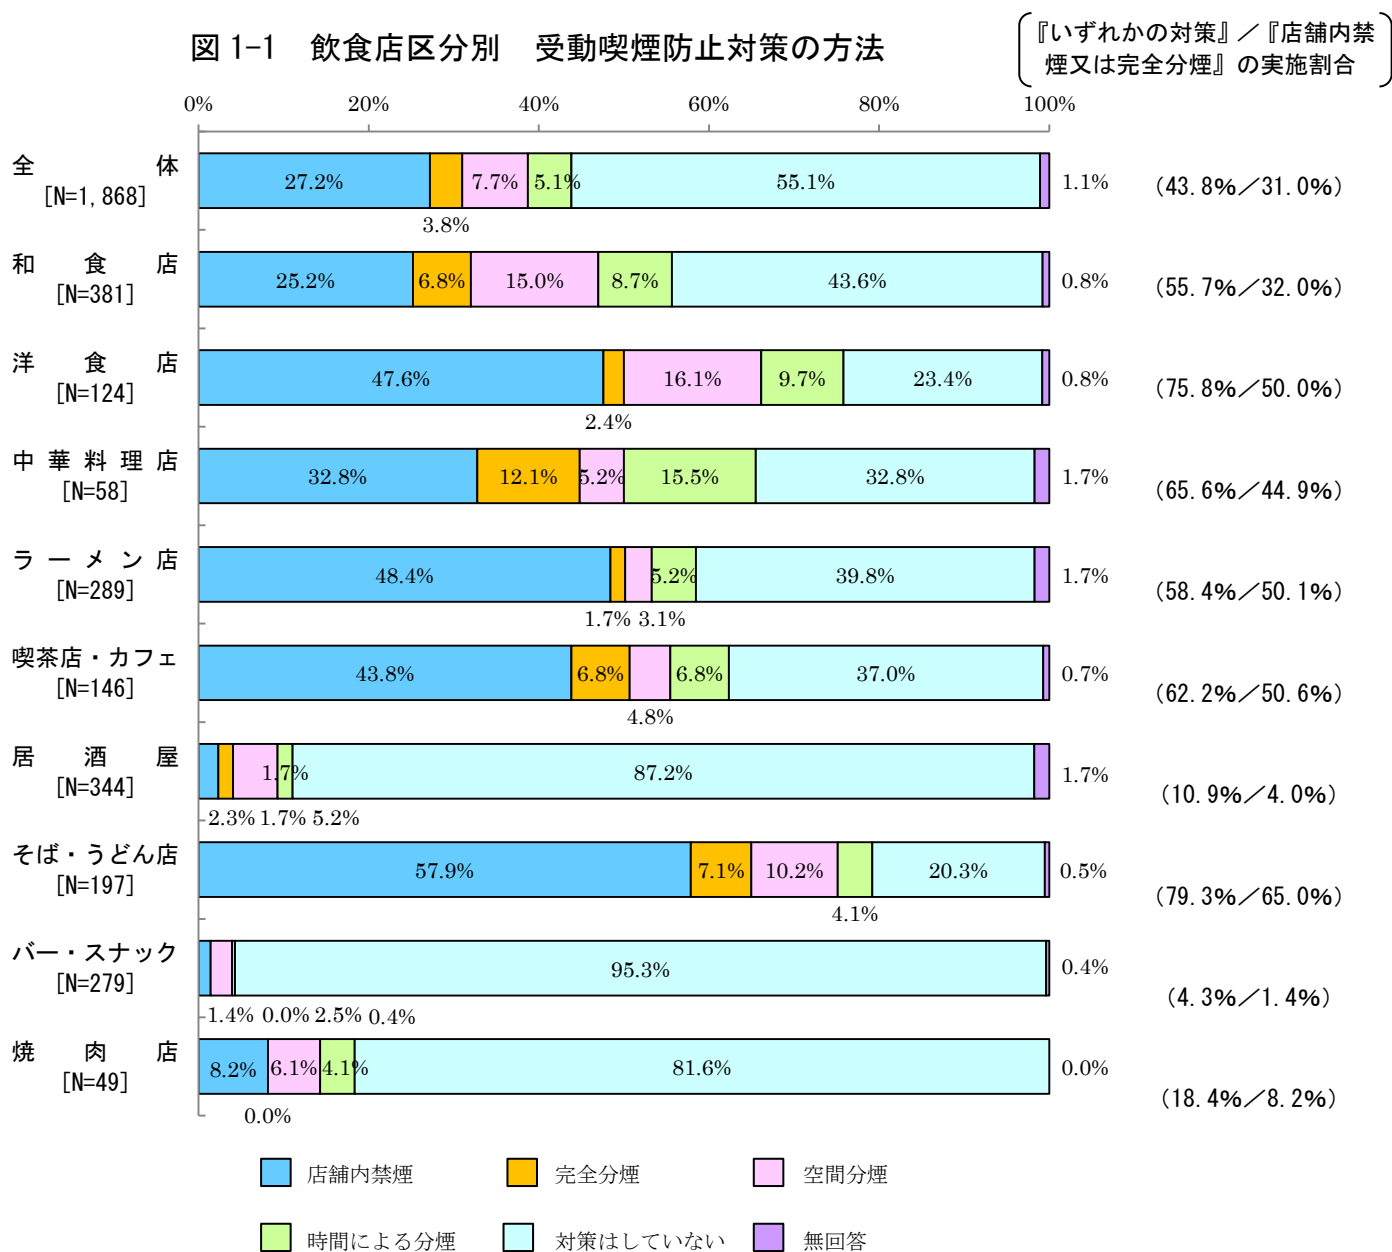 図 1-1　飲食店区分別　受動喫煙防止対策の方法
『いずれかの対策』／『店舗内禁
煙又は完全分煙』の実施割合
0% 20% 40% 60% 80% 100%
全体
[N=1,868]
27.2% 7.7% 5.1% 55.1% 1.1% （43.8%／31.0%）
3.8%
和食店
[N=381]
25.2% 6.8% 15.0% 8.7% 43.6% 0.8% （55.7%／32.0%）
洋食店
[N=124]
47.6% 16.1% 9.7% 23.4% 0.8% （75.8%／50.0%）
2.4%
中華料理店
[N=58]
32.8% 12.1% 5.2% 15.5% 32.8% 1.7% （65.6%／44.9%）
ラーメン店
[N=289]
48.4% 5.2% 39.8% 1.7% （58.4%／50.1%）
1.7% 3.1%
喫茶店・カフェ
[N=146]
43.8% 6.8% 6.8% 37.0% 0.7% （62.2%／50.6%）
4.8%
居酒屋
[N=344]
1.7% 87.2% 1.7% （10.9%／4.0%）
2.3% 1.7% 5.2%
そば・うどん店
[N=197]
57.9% 7.1% 10.2% 20.3% 0.5% （79.3%／65.0%）
4.1%
バー・スナック
[N=279]
95.3% 0.4% （4.3%／1.4%）
1.4% 0.0% 2.5% 0.4%
焼肉店
[N=49]
8.2% 6.1% 4.1% 81.6% 0.0% （18.4%／8.2%）
0.0%
店舗内禁煙 完全分煙 空間分煙
時間による分煙 対策はしていない 無回答